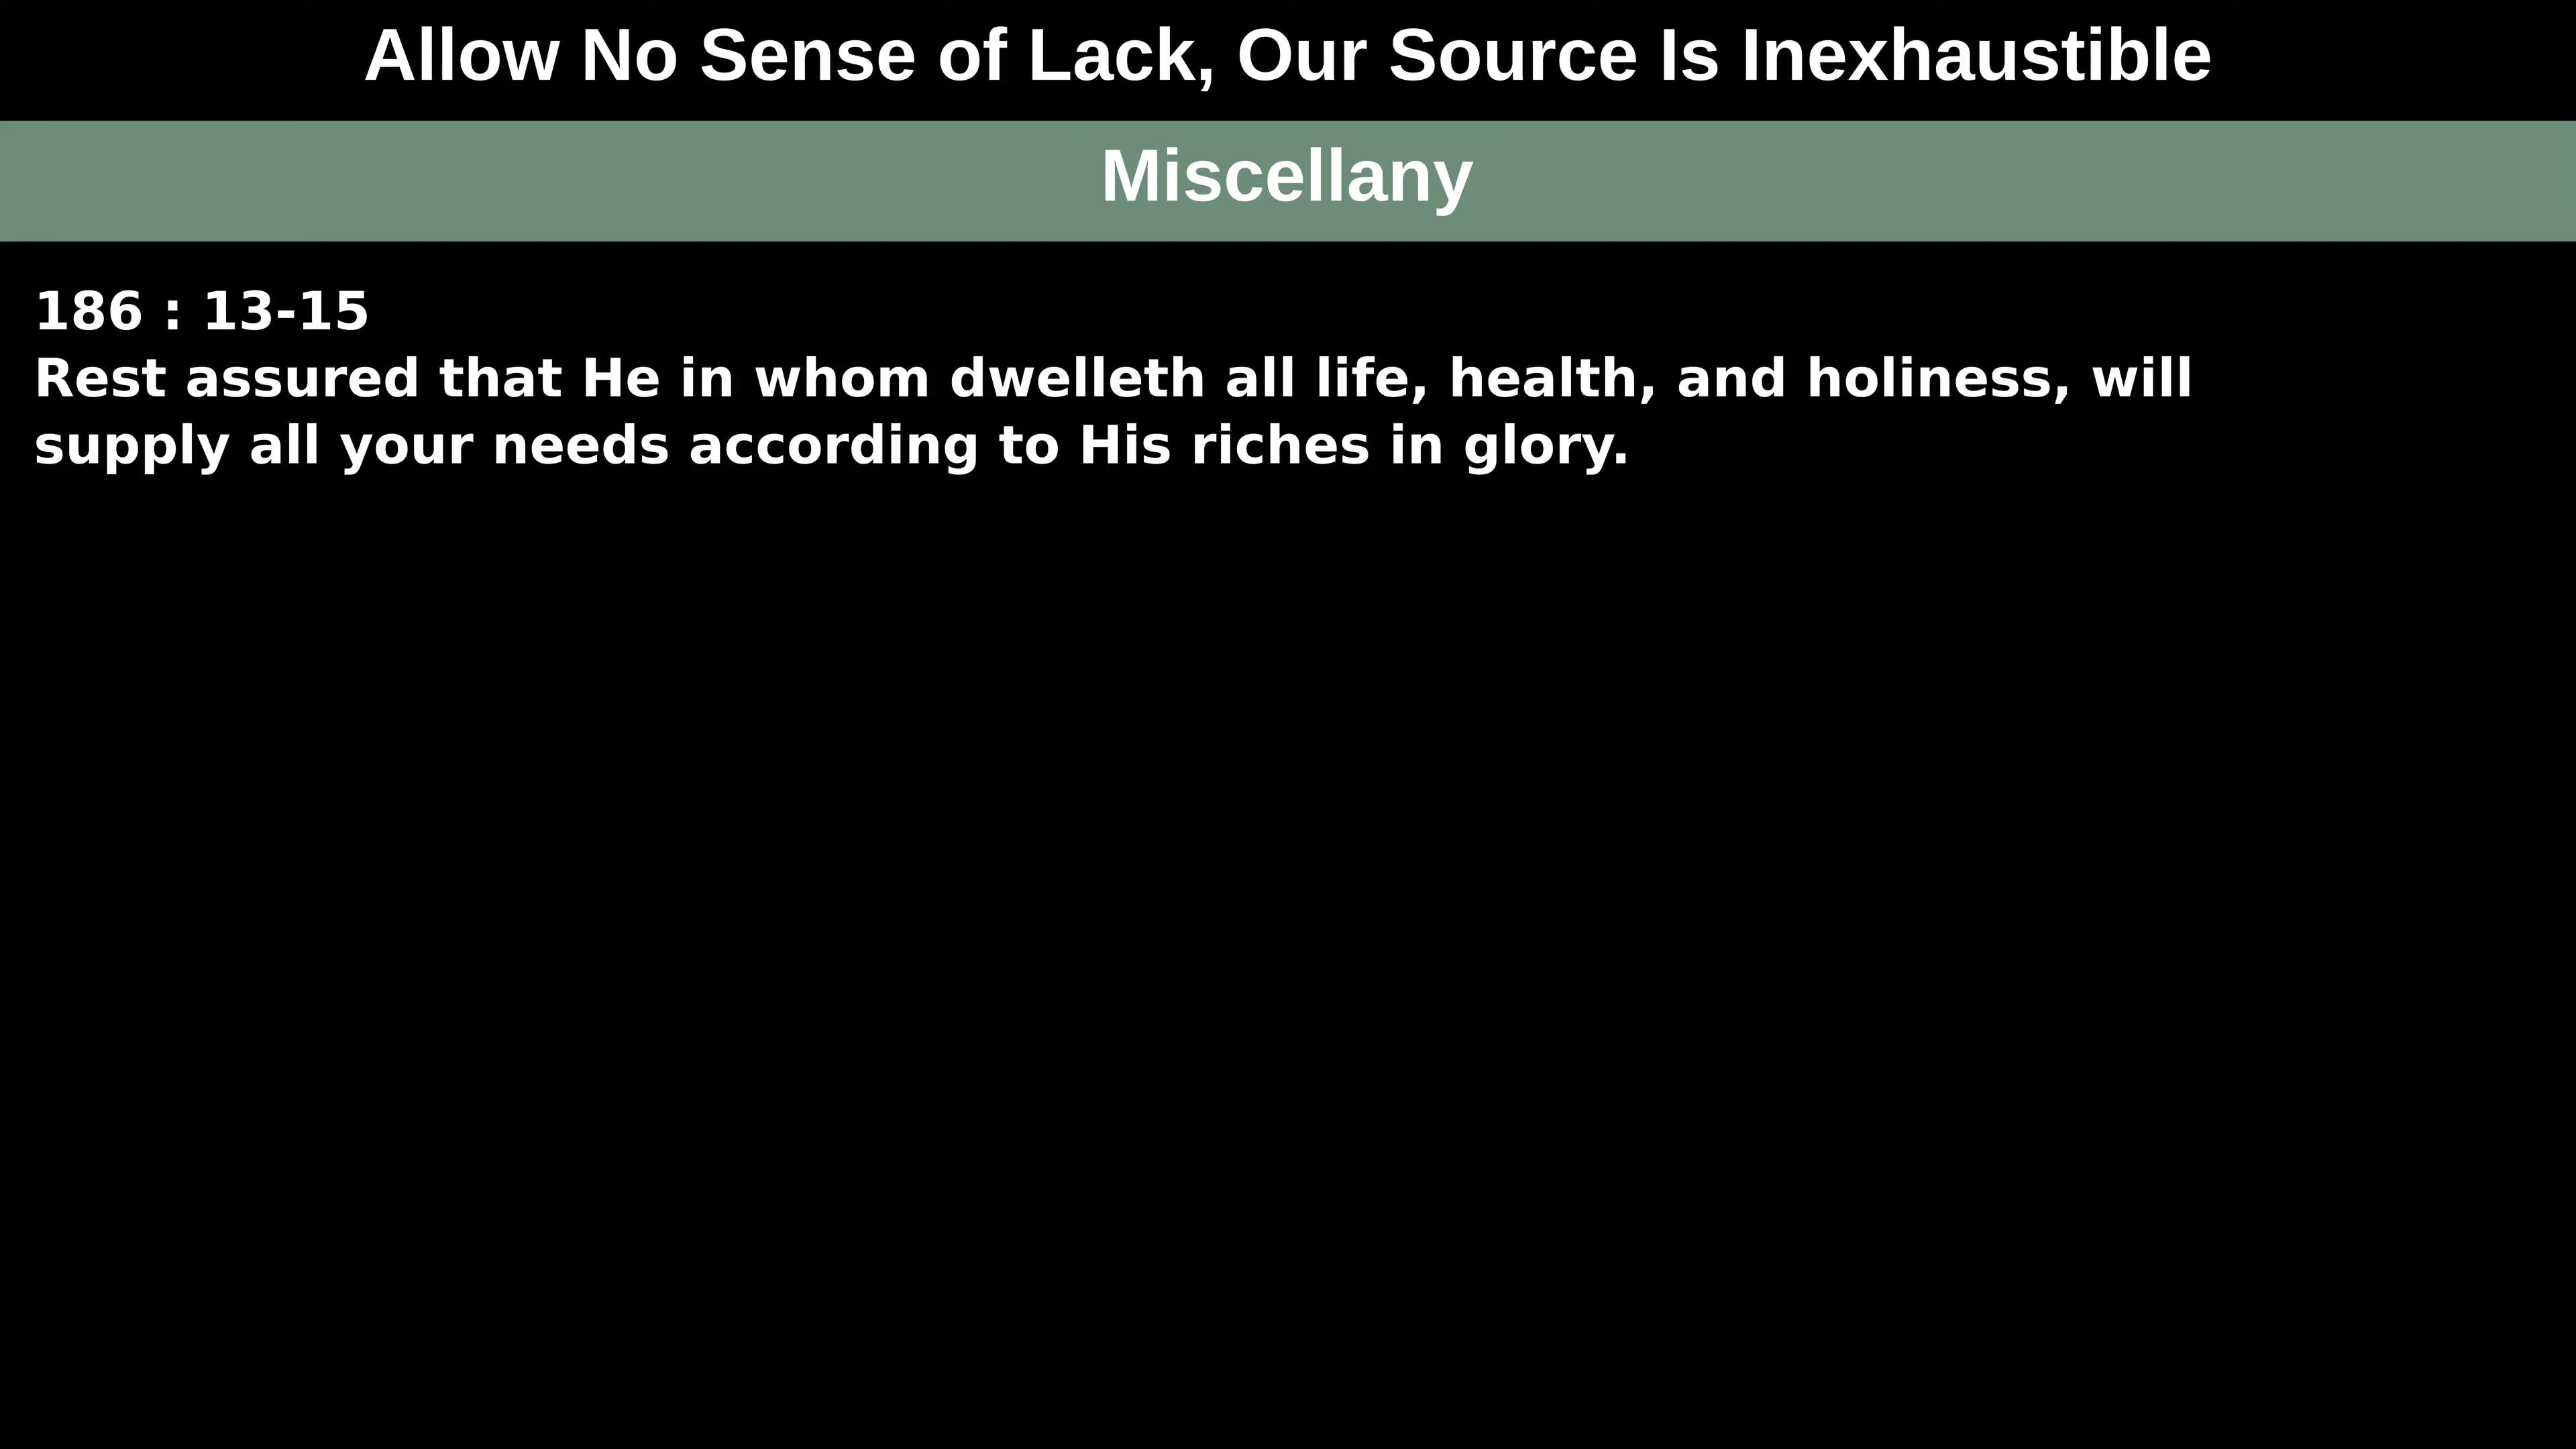 Allow No Sense of Lack, Our Source Is Inexhaustible
Miscellany
186 : 13-15
Rest assured that He in whom dwelleth all life, health, and holiness, will
supply all your needs according to His riches in glory.